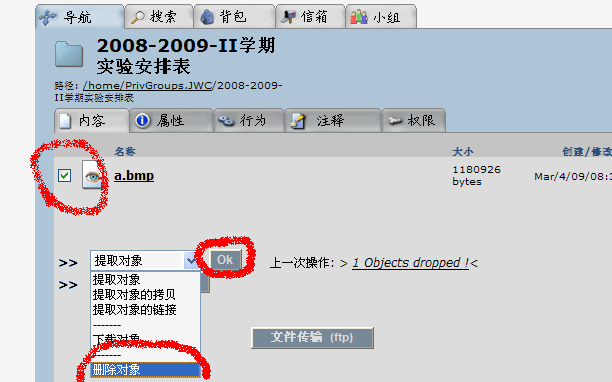 导航 搜索 背包 信箱 小组
2008-2009-II学期
实验安排表
路径: /home/PrivGroups.JWC/2008-2009-
II学期实验安排表
内容 属性 行为 注释 权限
名称 大小 创建/修改
a.bmp 1180926 bytes Mar/4/09/08:3
>> 提取对象 Ok 上一次操作: > 1 Objects dropped !<
>> 提取对象
提取对象的拷贝
提取对象的链接
-------
下载对象
-------
删除对象
文件传输 (ftp)